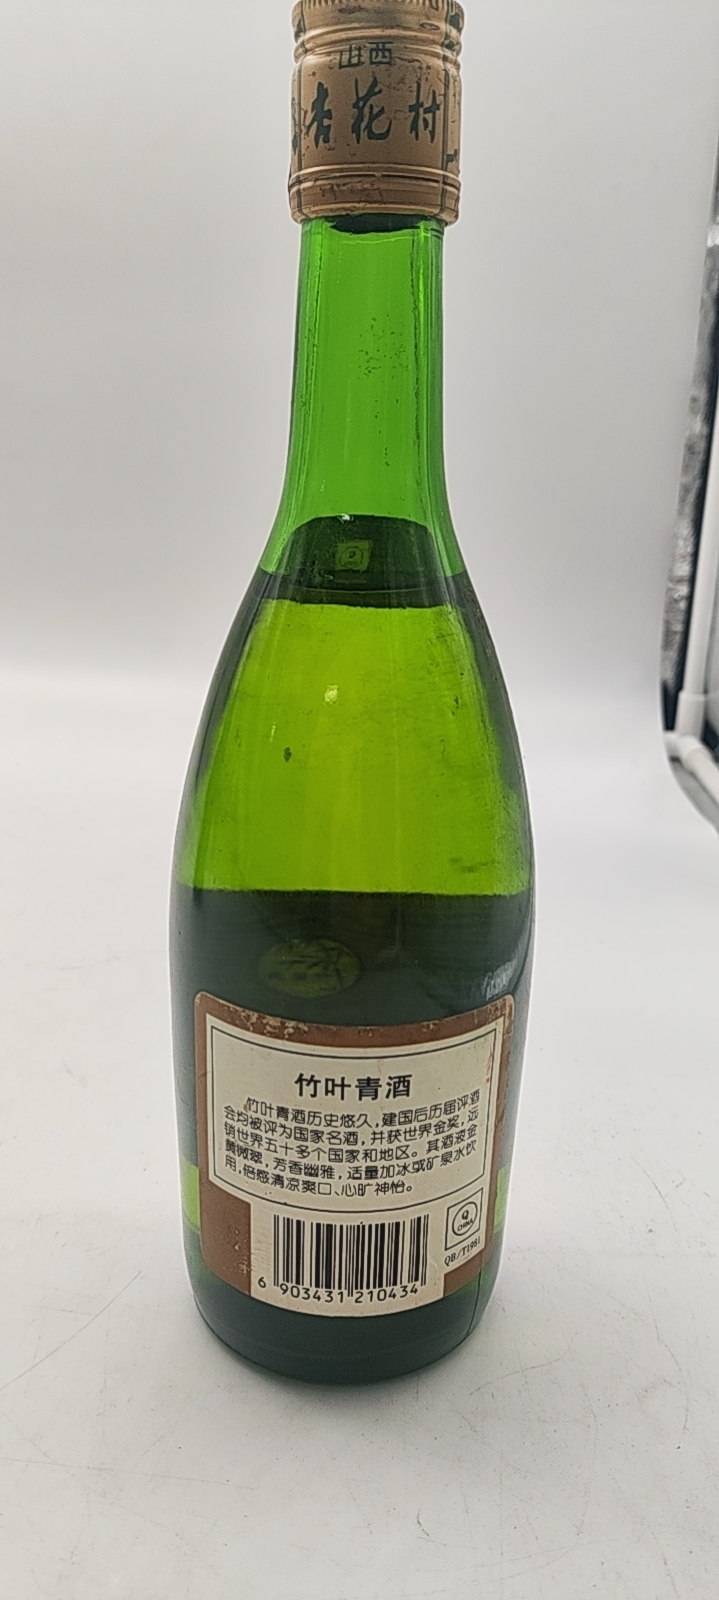 山西
杏花村
竹叶青酒
竹叶青酒历史悠久,建国后历届评酒
会均被评为国家名酒,并获世界金奖,远
销世界五十多个国家和地区。其酒液金
黄微翠,芳香幽雅,适量加冰或矿泉水饮
用,倍感清凉爽口、心旷神怡。
Q
CHINA
QB/T1981
6 903431 210434